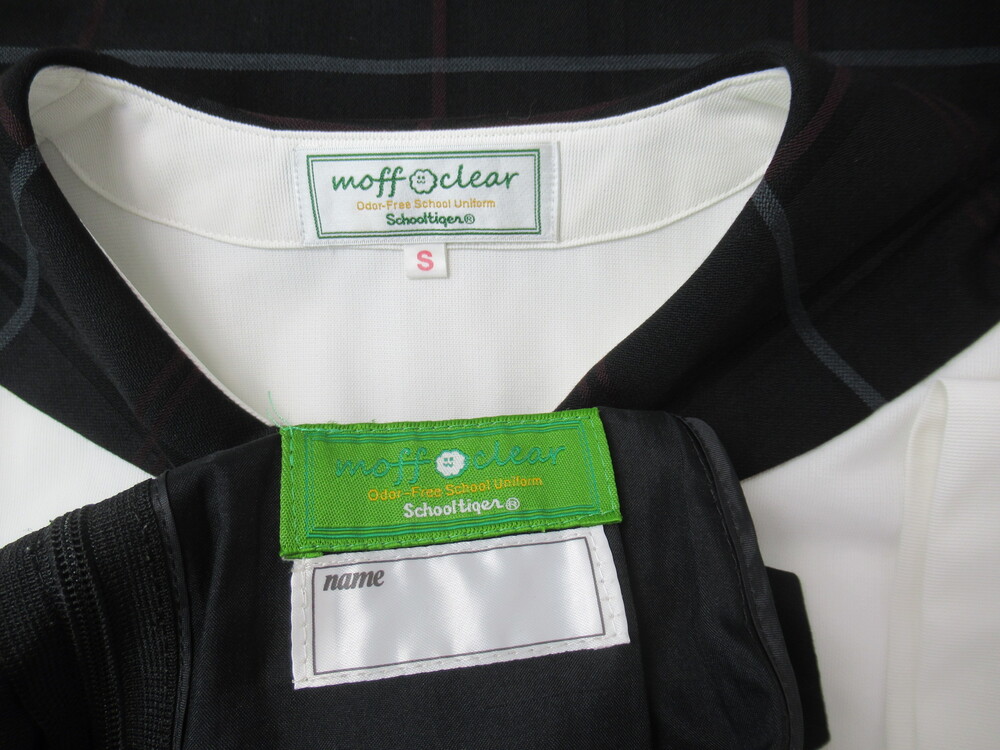 moff clear
Odor-Free School Uniform
Schooltiger®
S
moff clear
Odor-Free School Uniform
Schooltiger®
name